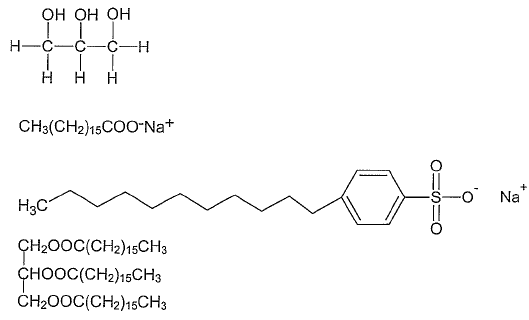 OH OH OH
H—C—C—C—H
H H H
CH₃(CH₂)₁₅COO⁻Na⁺
H₃C
O
S O⁻ Na⁺
O
CH₂OOC(CH₂)₁₅CH₃
CHOOC(CH₂)₁₅CH₃
CH₂OOC(CH₂)₁₅CH₃